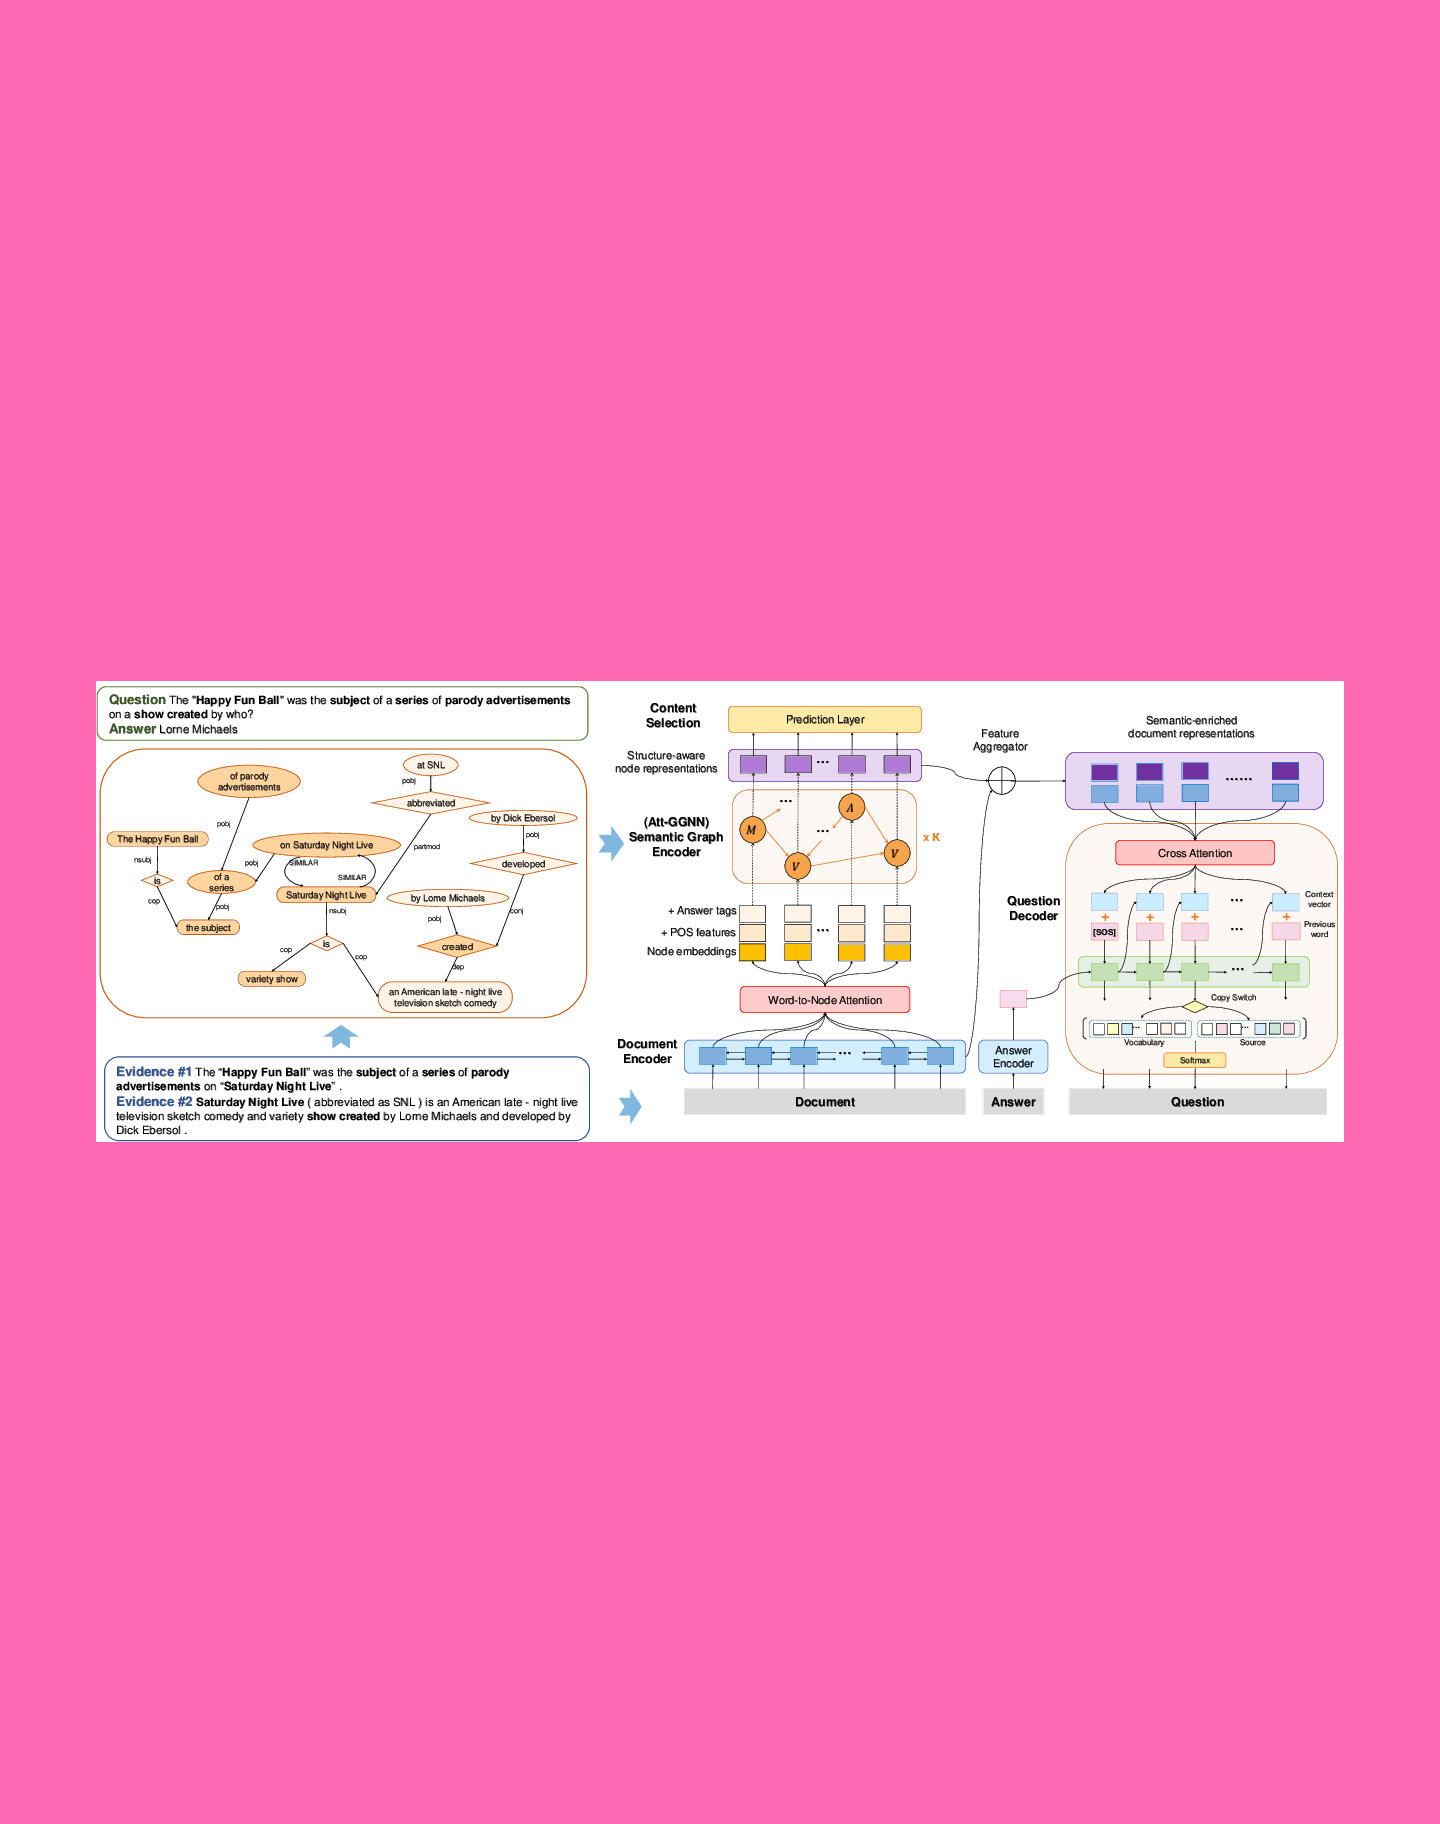 Question The "Happy Fun Ball" was the subject of a series of parody advertisements
on a show created by who?
Answer Lorne Michaels
of parody
advertisements
at SNL
pobj
abbreviated
by Dick Ebersol
pobj
pobj
The Happy Fun Ball
on Saturday Night Live
partmod
nsubj
pobj
SIMILAR
developed
is
of a
series
SIMILAR
Saturday Night Live
cop
pobj
nsubj
by Lorne Michaels
pobj
conj
the subject
is
created
cop
cop
dep
variety show
an American late - night live
television sketch comedy
Evidence #1 The "Happy Fun Ball" was the subject of a series of parody
advertisements on "Saturday Night Live" .
Evidence #2 Saturday Night Live ( abbreviated as SNL ) is an American late - night live
television sketch comedy and variety show created by Lorne Michaels and developed by
Dick Ebersol .
Content
Selection
Prediction Layer
Structure-aware
node representations
...
(Att-GGNN)
Semantic Graph
Encoder
M
...
V
...
A
V
x K
+ Answer tags
+ POS features
...
Node embeddings
Word-to-Node Attention
Document
Encoder
...
Document
Feature
Aggregator
Answer
Encoder
Answer
Semantic-enriched
document representations
......
Cross Attention
Question
Decoder
...
Context
vector
+ + + +
[SOS]
...
Previous
word
...
Copy Switch
... ...
Vocabulary
Source
Softmax
Question